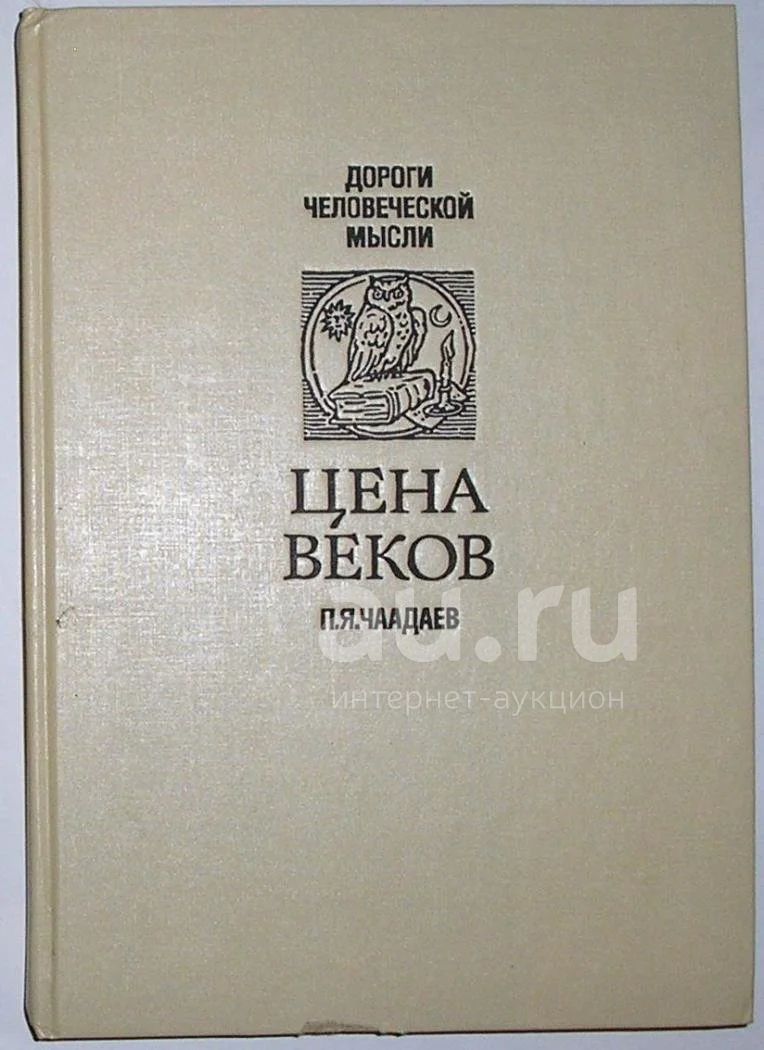 ДОРОГИ
ЧЕЛОВЕЧЕСКОЙ
МЫСЛИ
ЦЕНА
ВЕКОВ
П.Я.ЧААДАЕВ
au.ru
интернет-аукцион